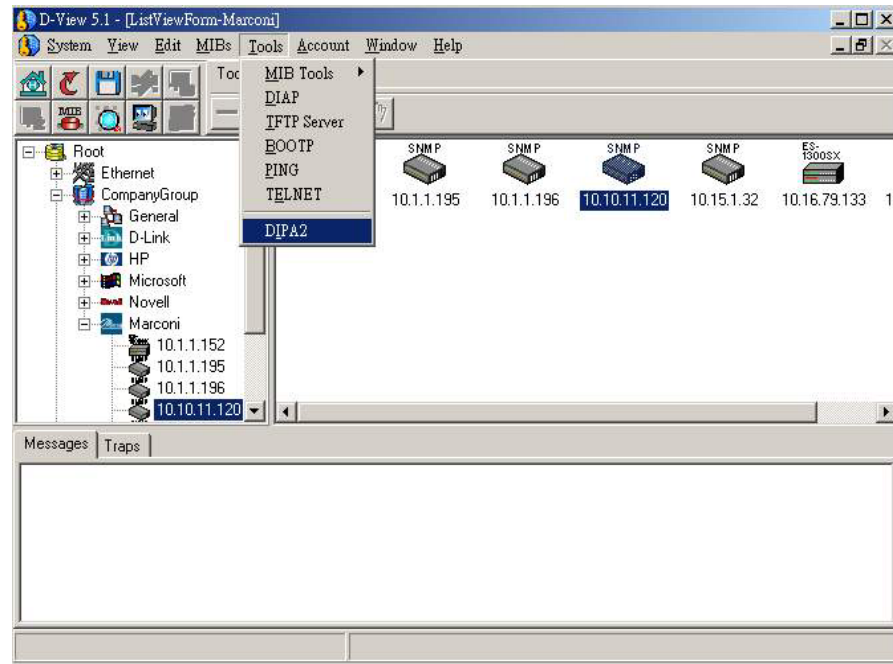 D-View 5.1 - [ListViewForm-Marconi]
System View Edit MIBs Tools Account Window Help
Too
MIB Tools
DIAP
TFTP Server
BOOTP
PING
TELNET
DIPA2
MIB
Root
Ethernet
CompanyGroup
General
D-Link
HP
Microsoft
Novell
Marconi
10.1.1.152
10.1.1.195
10.1.1.196
10.10.11.120
SNMP SNMP SNMP SNMP ES-1300SX
10.1.1.195 10.1.1.196 10.10.11.120 10.15.1.32 10.16.79.133 1
Messages Traps